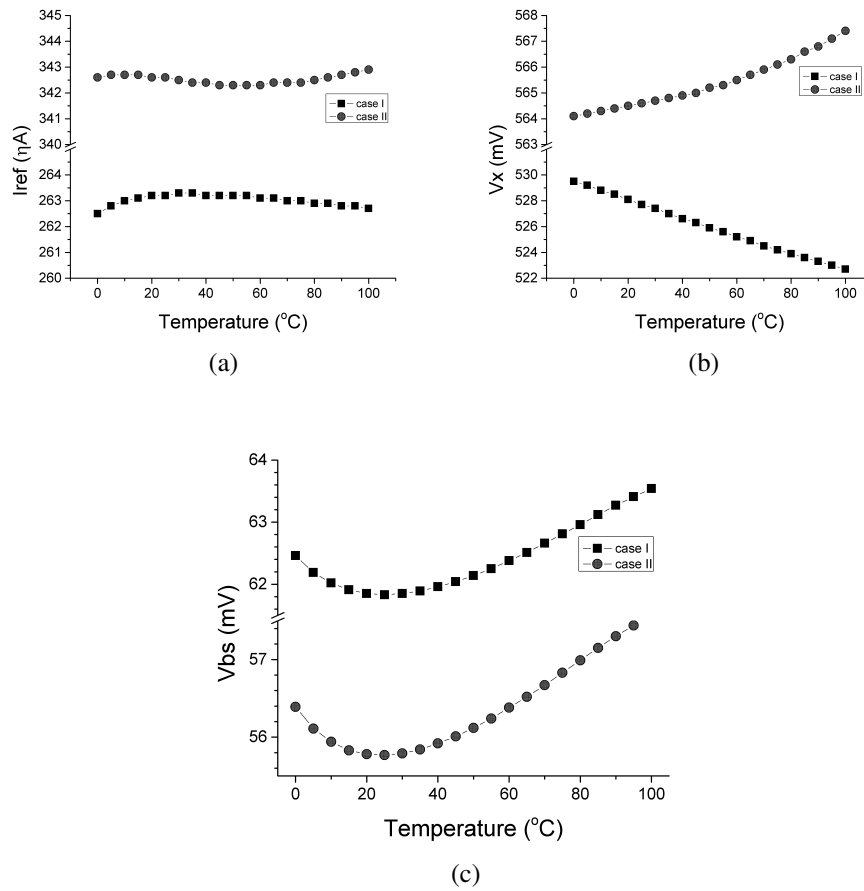 345
344
343
342
341
340
264
263
262
261
260
Iref (ηA)
case I
case II
0 20 40 60 80 100
Temperature (°C)
(a)
568
567
566
565
564
563
530
528
526
524
522
Vx (mV)
case I
case II
0 20 40 60 80 100
Temperature (°C)
(b)
64
63
62
57
56
Vbs (mV)
case I
case II
0 20 40 60 80 100
Temperature (°C)
(c)